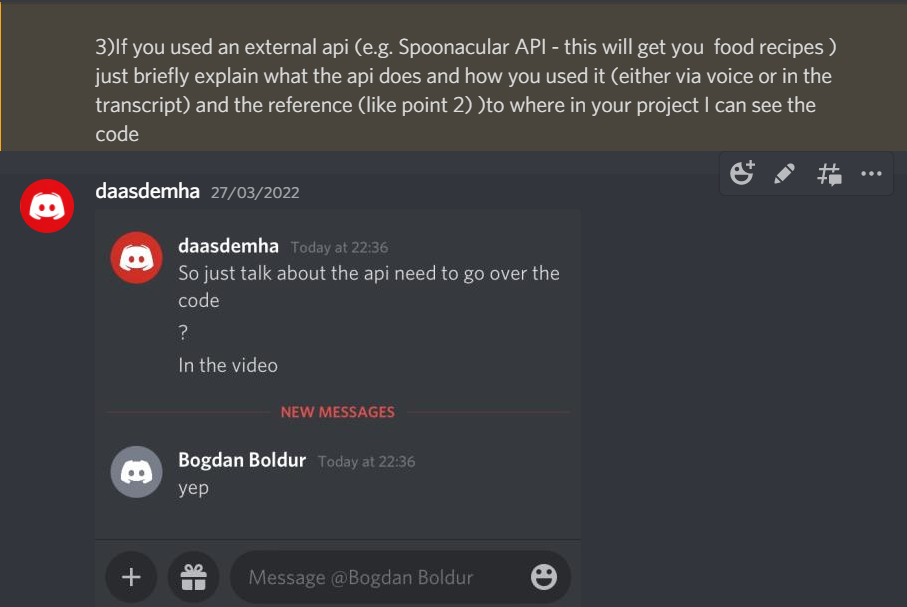 3)If you used an external api (e.g. Spoonacular API - this will get you  food recipes )
just briefly explain what the api does and how you used it (either via voice or in the
transcript) and the reference (like point 2) )to where in your project I can see the
code
daasdemha 27/03/2022
daasdemha Today at 22:36
So just talk about the api need to go over the
code
?
In the video
NEW MESSAGES
Bogdan Boldur Today at 22:36
yep
Message @Bogdan Boldur